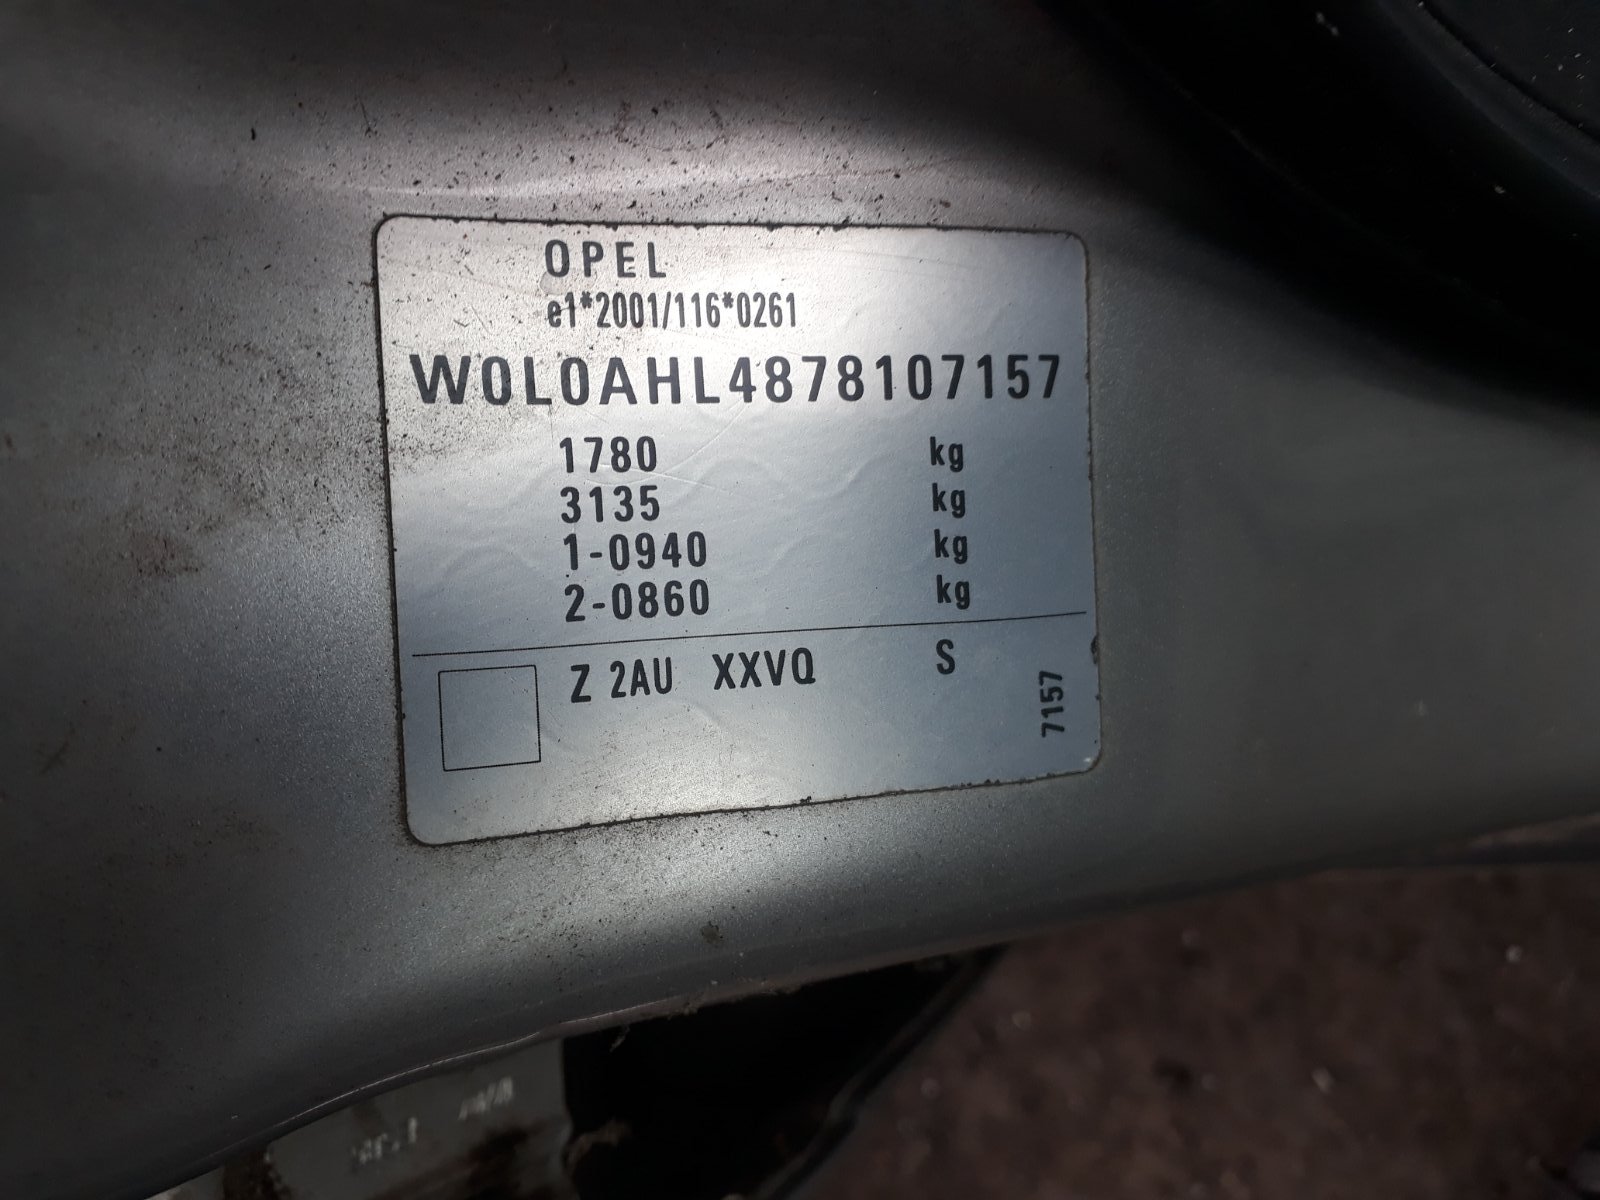 OPEL
e1*2001/116*0261
W0L0AHL4878107157
1780 kg
3135 kg
1-0940 kg
2-0860 kg
Z 2AU XXVQ S
7157